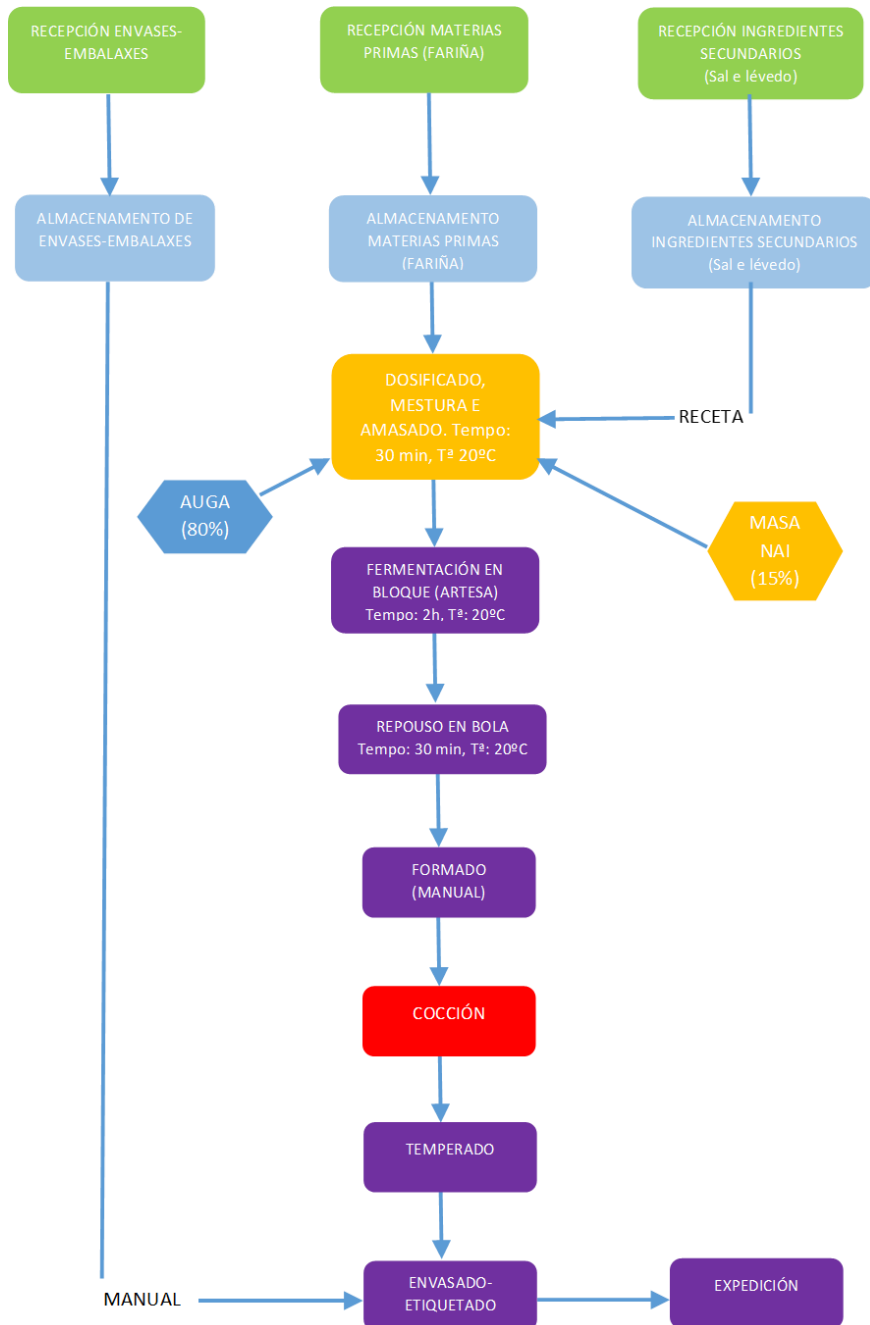 RECEPCIÓN ENVASES-
EMBALAXES
RECEPCIÓN MATERIAS
PRIMAS (FARIÑA)
RECEPCIÓN INGREDIENTES
SECUNDARIOS
(Sal e lévedo)
ALMACENAMENTO DE
ENVASES-EMBALAXES
ALMACENAMENTO
MATERIAS PRIMAS
(FARIÑA)
ALMACENAMENTO
INGREDIENTES SECUNDARIOS
(Sal e lévedo)
DOSIFICADO,
MESTURA E
AMASADO. Tempo:
30 min, Tª 20ºC
RECETA
AUGA
(80%)
MASA
NAI
(15%)
FERMENTACIÓN EN
BLOQUE (ARTESA)
Tempo: 2h, Tª: 20ºC
REPOUSO EN BOLA
Tempo: 30 min, Tª: 20ºC
FORMADO
(MANUAL)
COCCIÓN
TEMPERADO
MANUAL
ENVASADO-
ETIQUETADO
EXPEDICIÓN